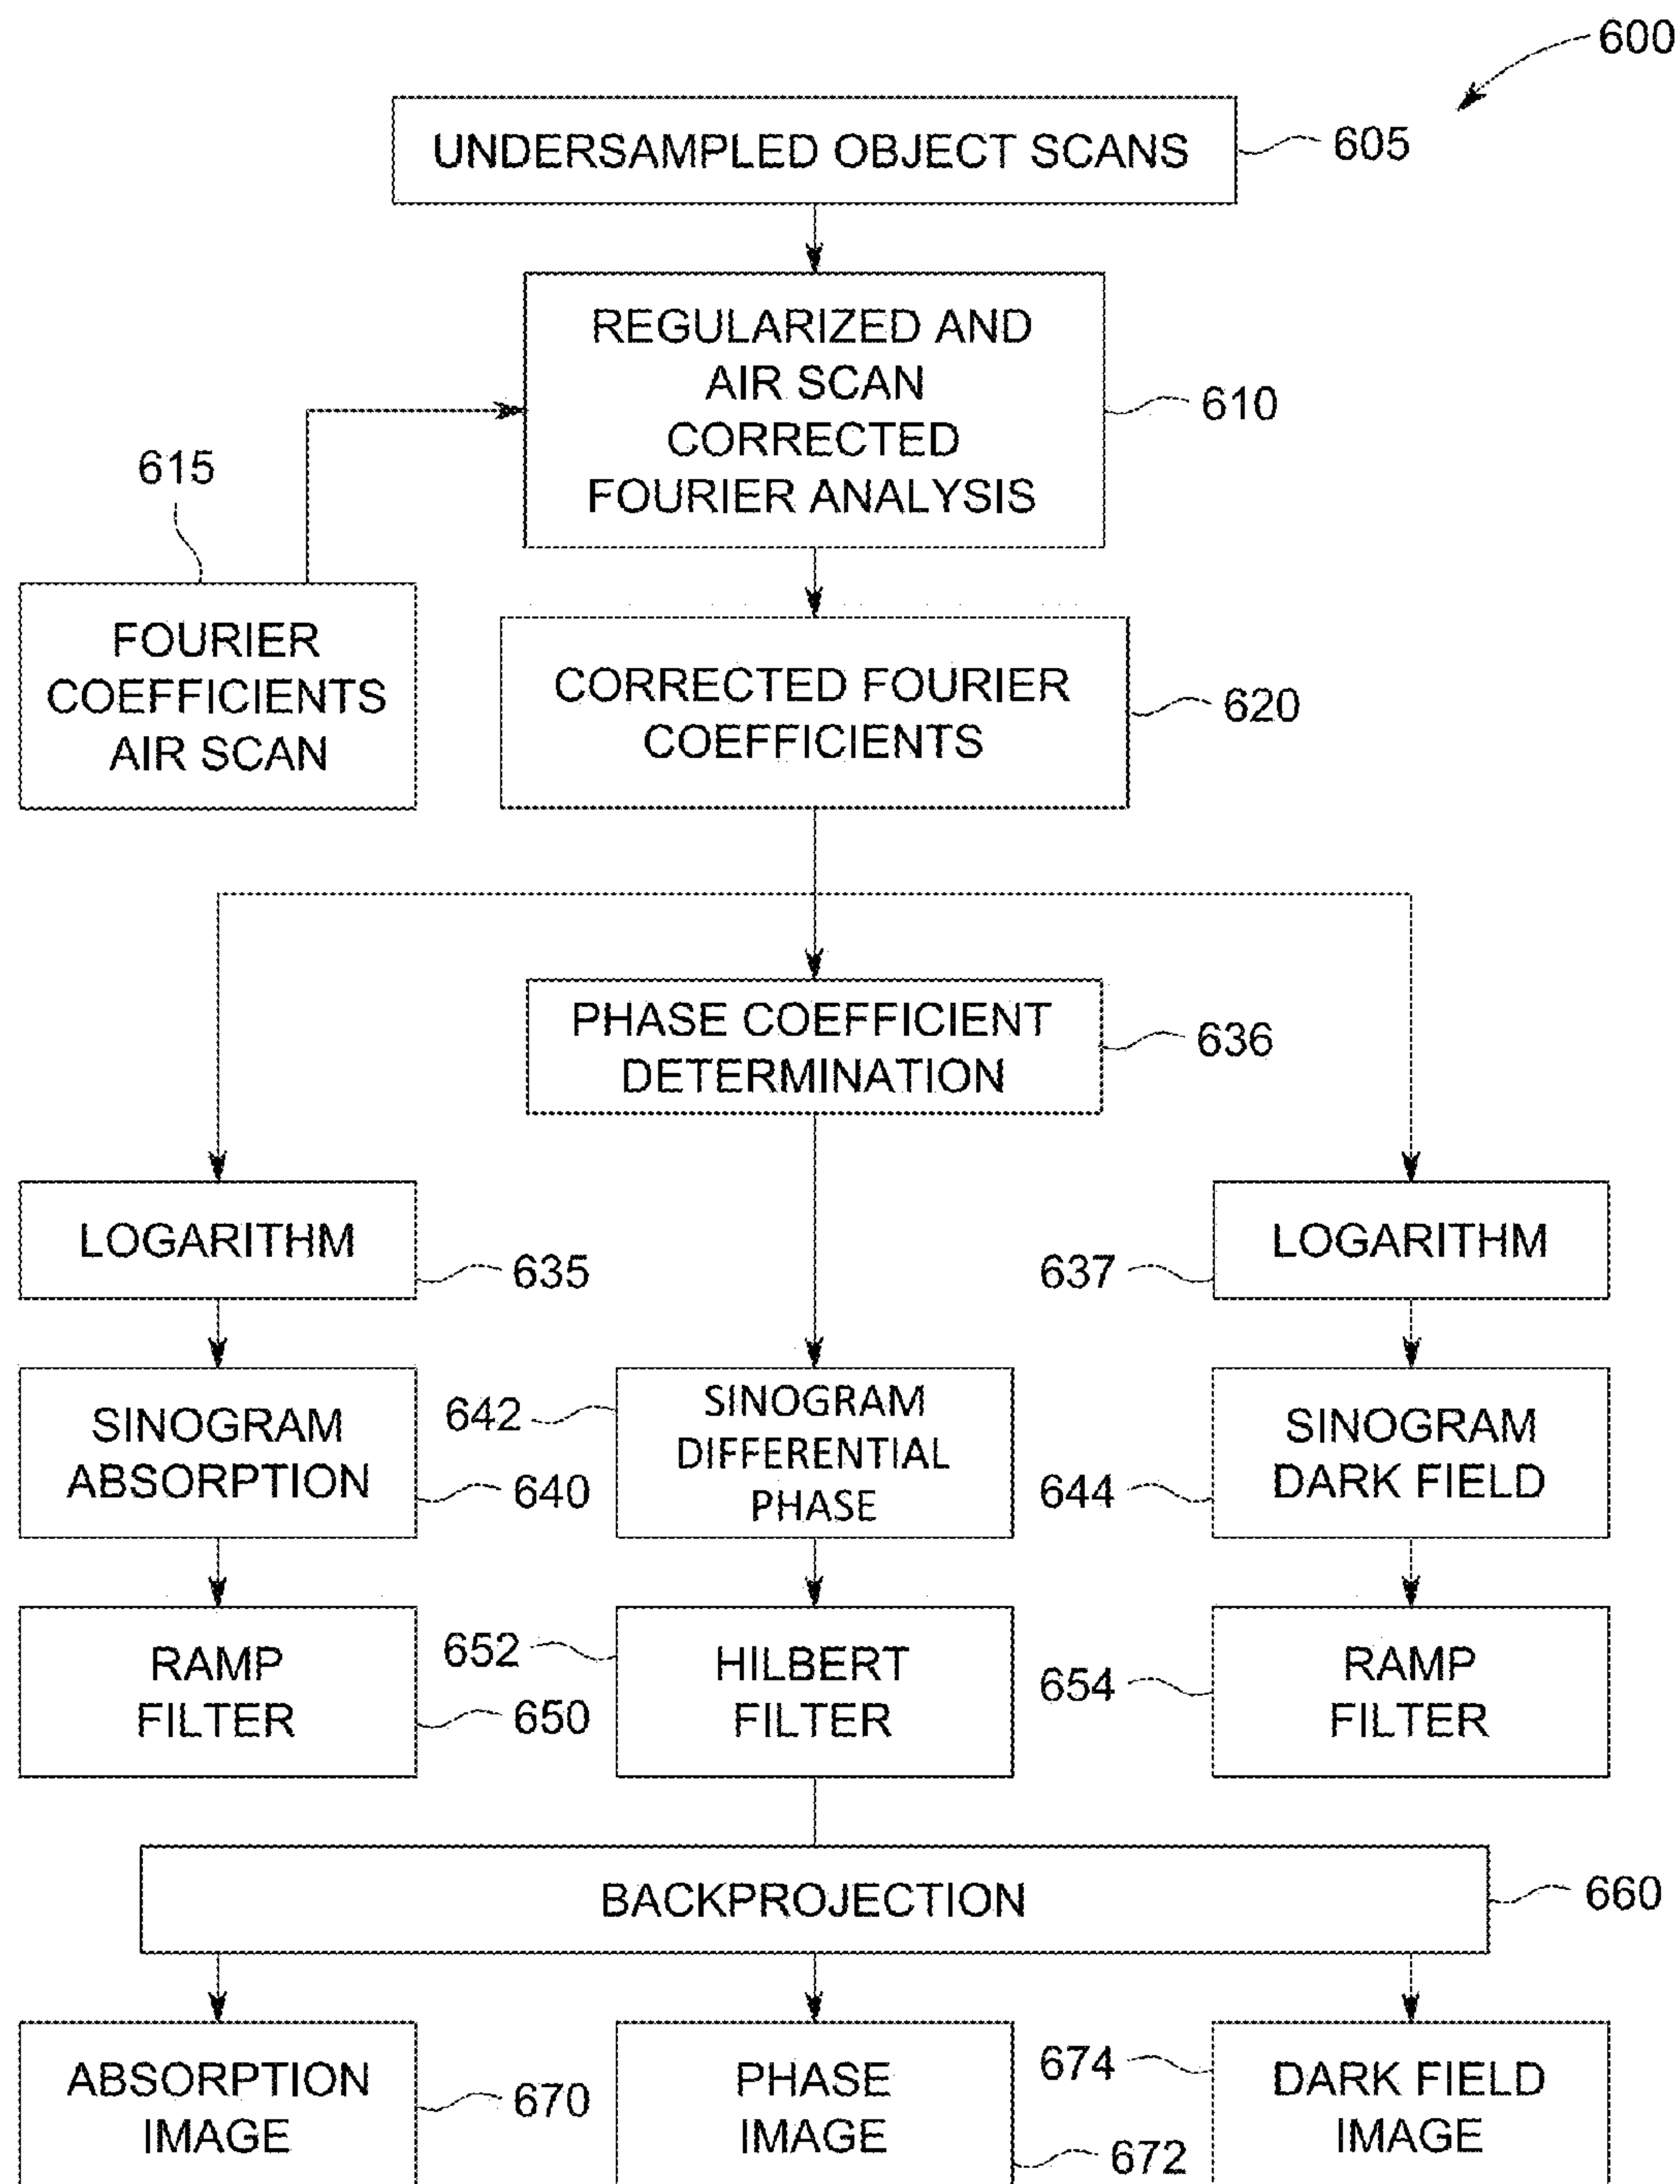 600
UNDERSAMPLED OBJECT SCANS
605
REGULARIZED AND
AIR SCAN
CORRECTED
FOURIER ANALYSIS
610
615
FOURIER
COEFFICIENTS
AIR SCAN
CORRECTED FOURIER
COEFFICIENTS
620
PHASE COEFFICIENT
DETERMINATION
636
LOGARITHM
635
637
LOGARITHM
SINOGRAM
ABSORPTION
640
642
SINOGRAM
DIFFERENTIAL
PHASE
644
SINOGRAM
DARK FIELD
RAMP
FILTER
650
652
HILBERT
FILTER
654
RAMP
FILTER
BACKPROJECTION
660
ABSORPTION
IMAGE
670
PHASE
IMAGE
672
674
DARK FIELD
IMAGE